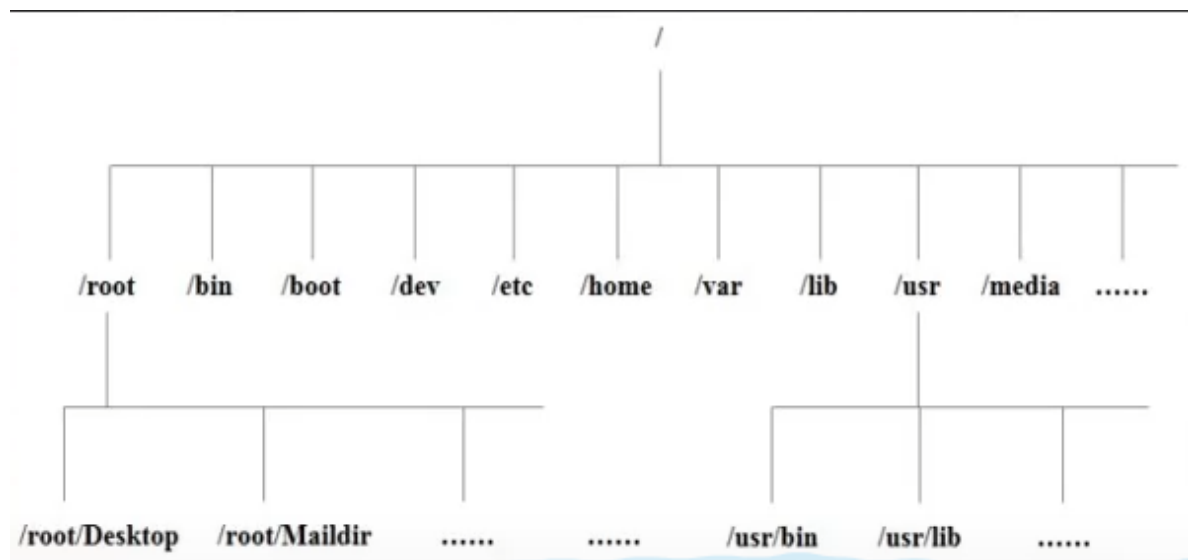 /
/root /bin /boot /dev /etc /home /var /lib /usr /media ……
/root/Desktop /root/Maildir …… …… /usr/bin /usr/lib ……